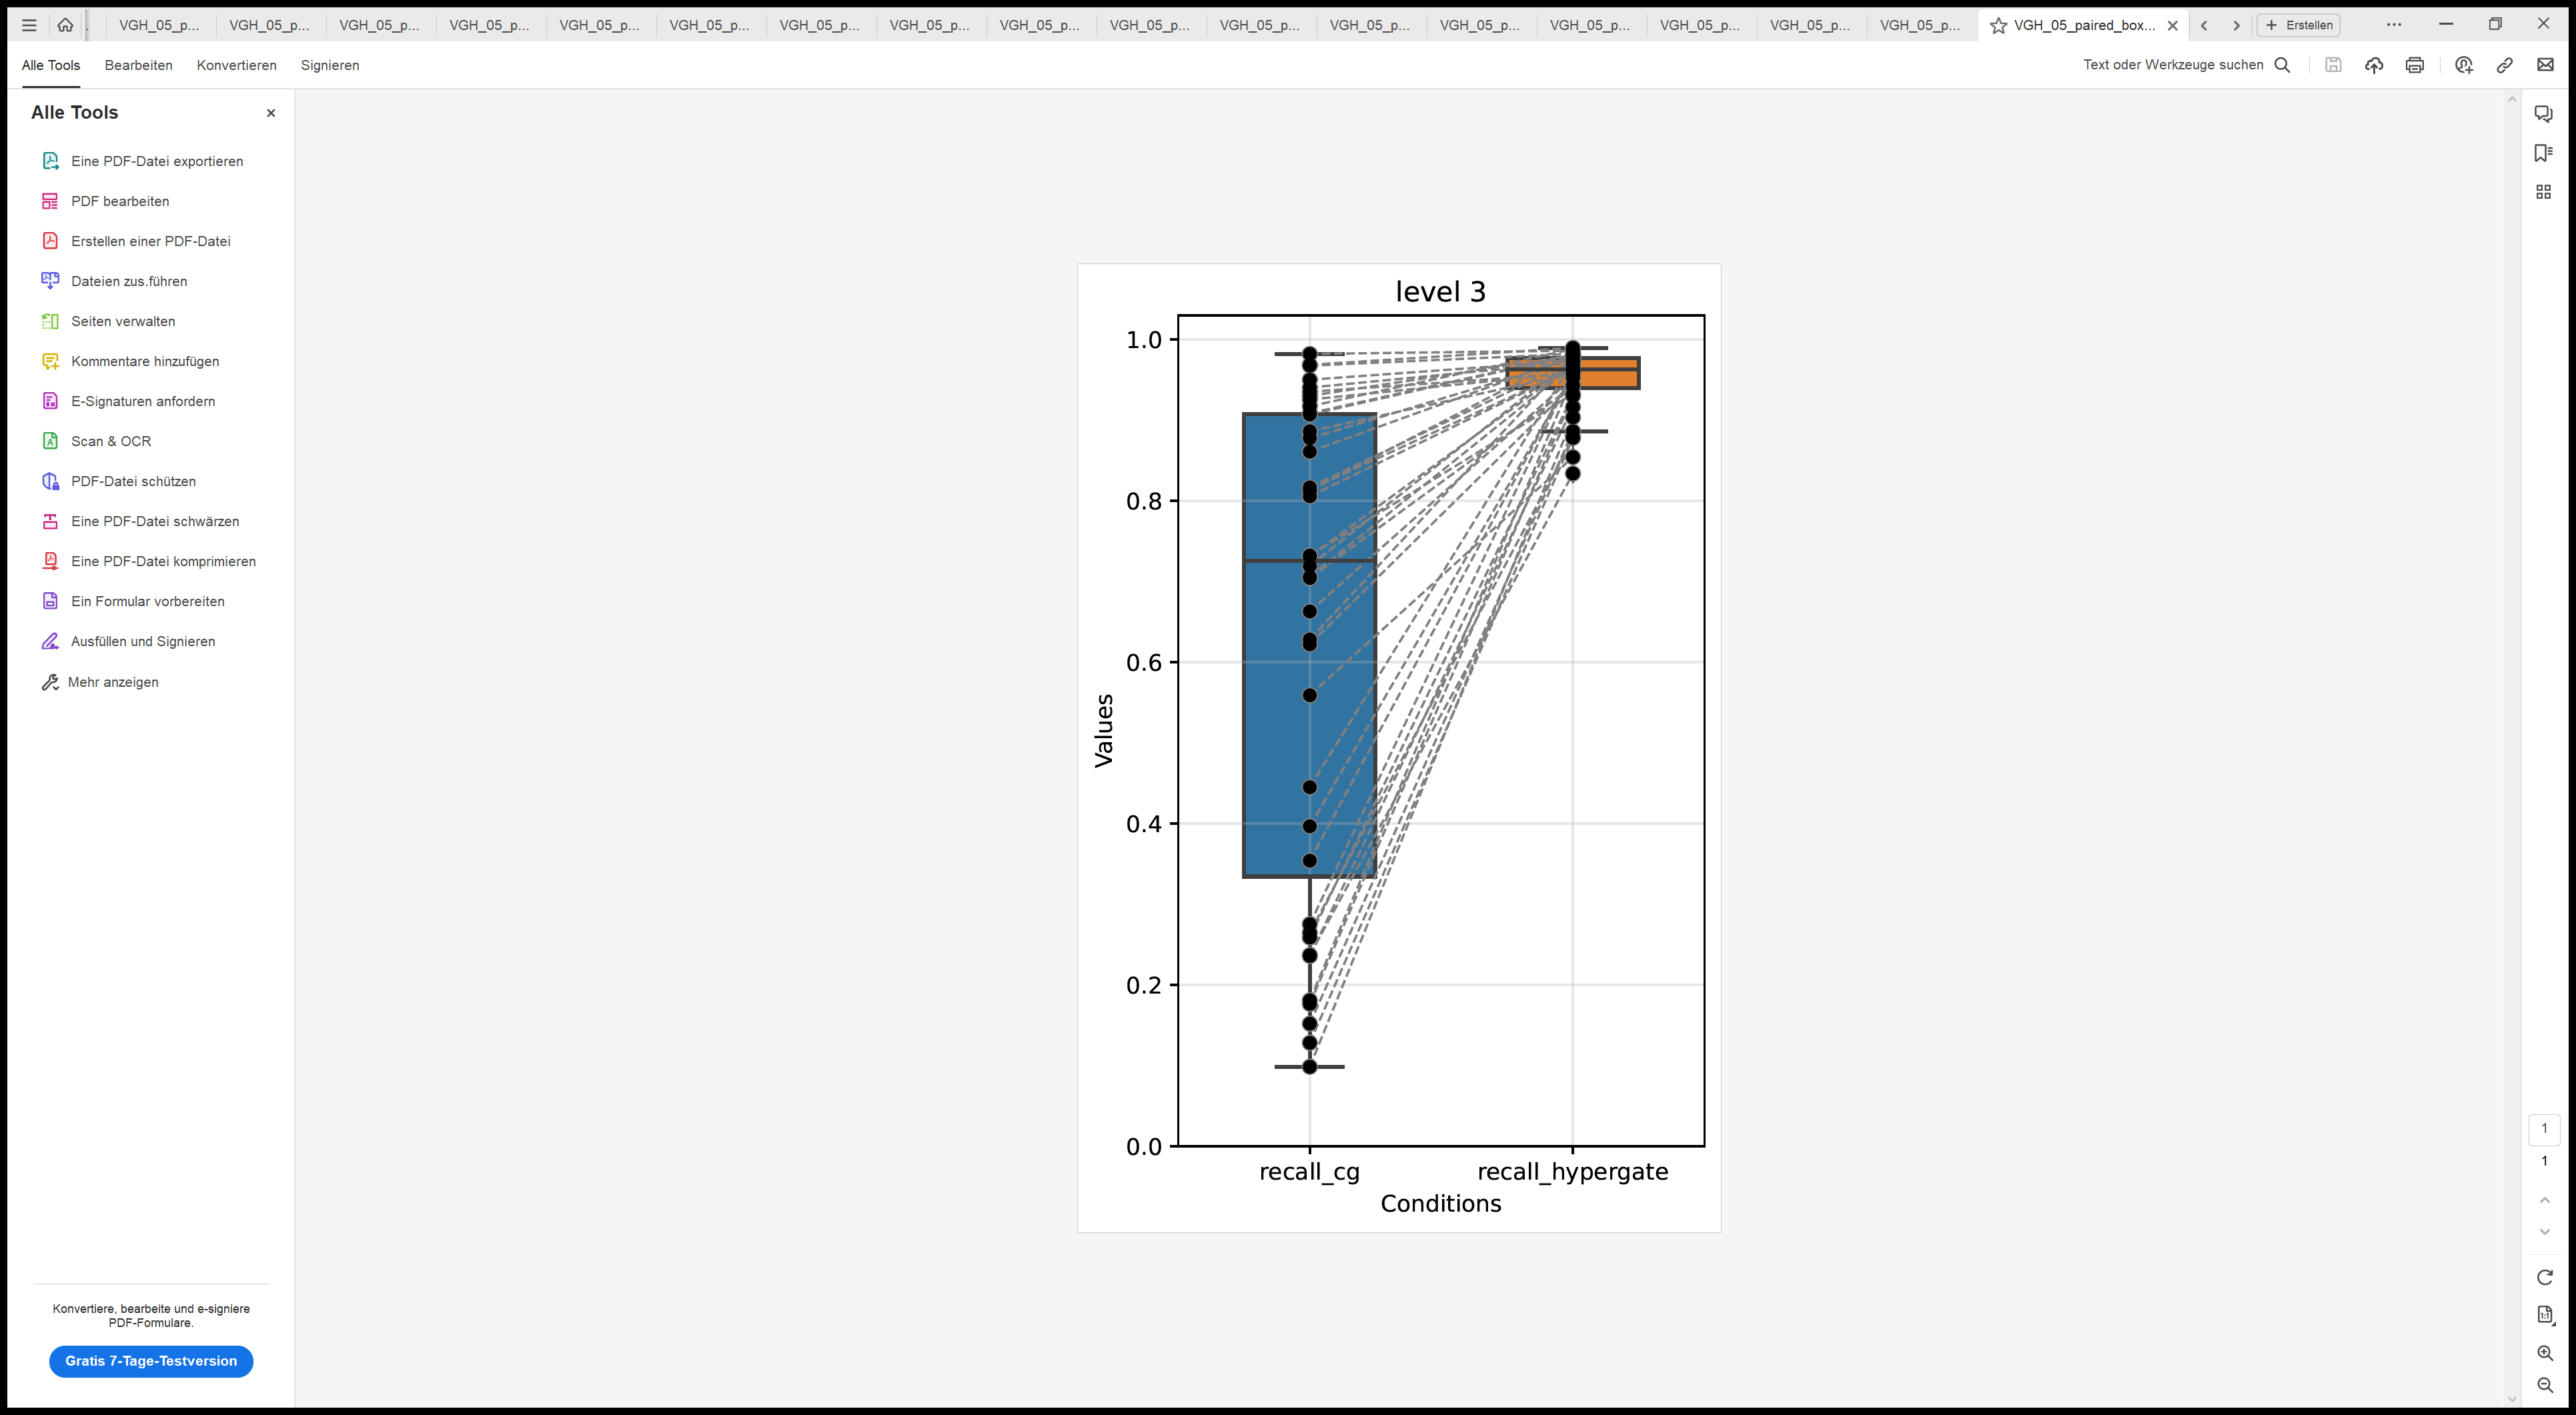 VGH_05_p... VGH_05_p... VGH_05_p... VGH_05_p... VGH_05_p... VGH_05_p... VGH_05_p... VGH_05_p... VGH_05_p... VGH_05_p... VGH_05_p... VGH_05_p... VGH_05_p... VGH_05_p... VGH_05_p... VGH_05_p... VGH_05_p... VGH_05_paired_box... + Erstellen
Alle Tools Bearbeiten Konvertieren Signieren Text oder Werkzeuge suchen
Alle Tools
Eine PDF-Datei exportieren
PDF bearbeiten
Erstellen einer PDF-Datei
Dateien zus.führen
Seiten verwalten
Kommentare hinzufügen
E-Signaturen anfordern
Scan & OCR
PDF-Datei schützen
Eine PDF-Datei schwärzen
Eine PDF-Datei komprimieren
Ein Formular vorbereiten
Ausfüllen und Signieren
Mehr anzeigen
Konvertiere, bearbeite und e-signiere
PDF-Formulare.
Gratis 7-Tage-Testversion
level 3
1.0
0.8
0.6
0.4
0.2
0.0
Values
recall_cg recall_hypergate
Conditions
1
1